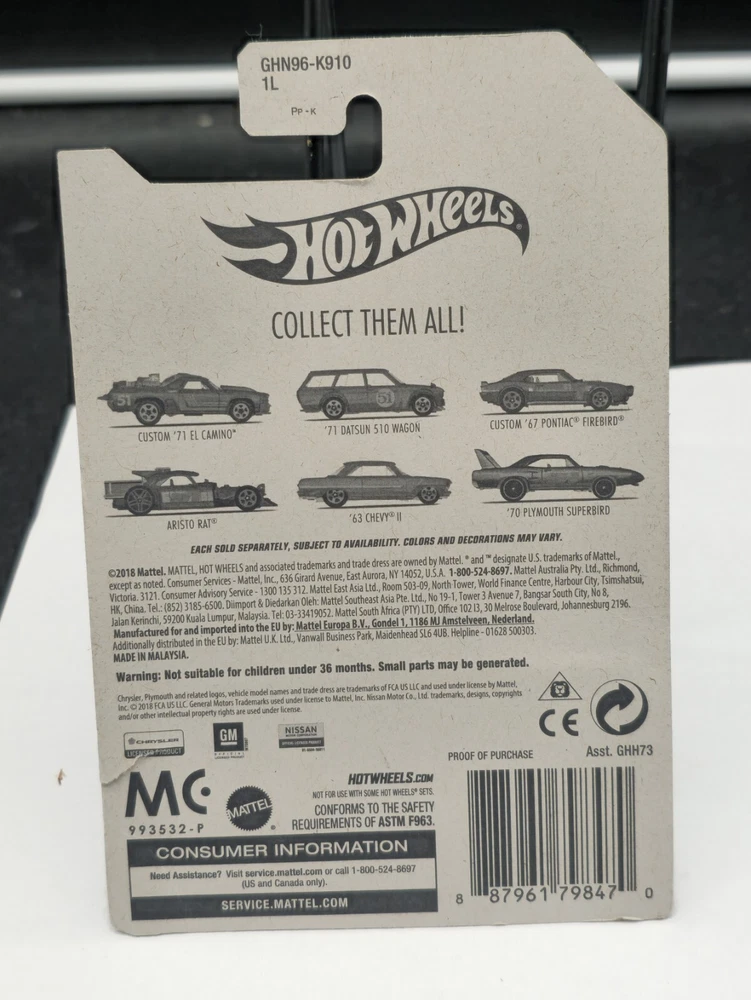 GHN96-K910
1L
PP-K
HOT WHEELS®
COLLECT THEM ALL!
51
51
CUSTOM '71 EL CAMINO®
'71 DATSUN 510 WAGON
CUSTOM '67 PONTIAC® FIREBIRD®
ARISTO RAT®
'63 CHEVY® II
'70 PLYMOUTH SUPERBIRD
EACH SOLD SEPARATELY, SUBJECT TO AVAILABILITY. COLORS AND DECORATIONS MAY VARY.
©2018 Mattel. MATTEL, HOT WHEELS and associated trademarks and trade dress are owned by Mattel. ® and ™ designate U.S. trademarks of Mattel,
except as noted. Consumer Services - Mattel, Inc., 636 Girard Avenue, East Aurora, NY 14052, U.S.A. 1-800-524-8697. Mattel Australia Pty. Ltd., Richmond,
Victoria. 3121. Consumer Advisory Service - 1300 135 312. Mattel East Asia Ltd., Room 503-09, North Tower, World Finance Centre, Harbour City, Tsimshatsui,
HK, China. Tel.: (852) 3185-6500. Diimport & Diedarkan Oleh: Mattel Southeast Asia Pte. Ltd., No 19-1, Tower 3 Avenue 7, Bangsar South City, No 8,
Jalan Kerinchi, 59200 Kuala Lumpur, Malaysia. Tel: 03-33419052. Mattel South Africa (PTY) LTD, Office 102 I3, 30 Melrose Boulevard, Johannesburg 2196.
Manufactured for and imported into the EU by: Mattel Europa B.V., Gondel 1, 1186 MJ Amstelveen, Nederland.
Additionally distributed in the EU by: Mattel U.K. Ltd., Vanwall Business Park, Maidenhead SL6 4UB. Helpline - 01628 500303.
MADE IN MALAYSIA.
Warning: Not suitable for children under 36 months. Small parts may be generated.
Chrysler, Plymouth and related logos, vehicle model names and trade dress are trademarks of FCA US LLC and used under license by Mattel,
Inc. © 2018 FCA US LLC. General Motors Trademarks used under license to Mattel, Inc. Nissan Motor Co., Ltd. trademarks, designs, copyrights
and/or other intellectual property rights are used under license.
CHRYSLER
LICENSED PRODUCT
GM
NISSAN
CE
PROOF OF PURCHASE
Asst. GHH73
MC
993532-P
MATTEL®
HOTWHEELS.COM
NOT FOR USE WITH SOME HOT WHEELS® SETS.
CONFORMS TO THE SAFETY
REQUIREMENTS OF ASTM F963.
CONSUMER INFORMATION
Need Assistance? Visit service.mattel.com or call 1-800-524-8697
(US and Canada only).
SERVICE.MATTEL.COM
8 87961 79847 0